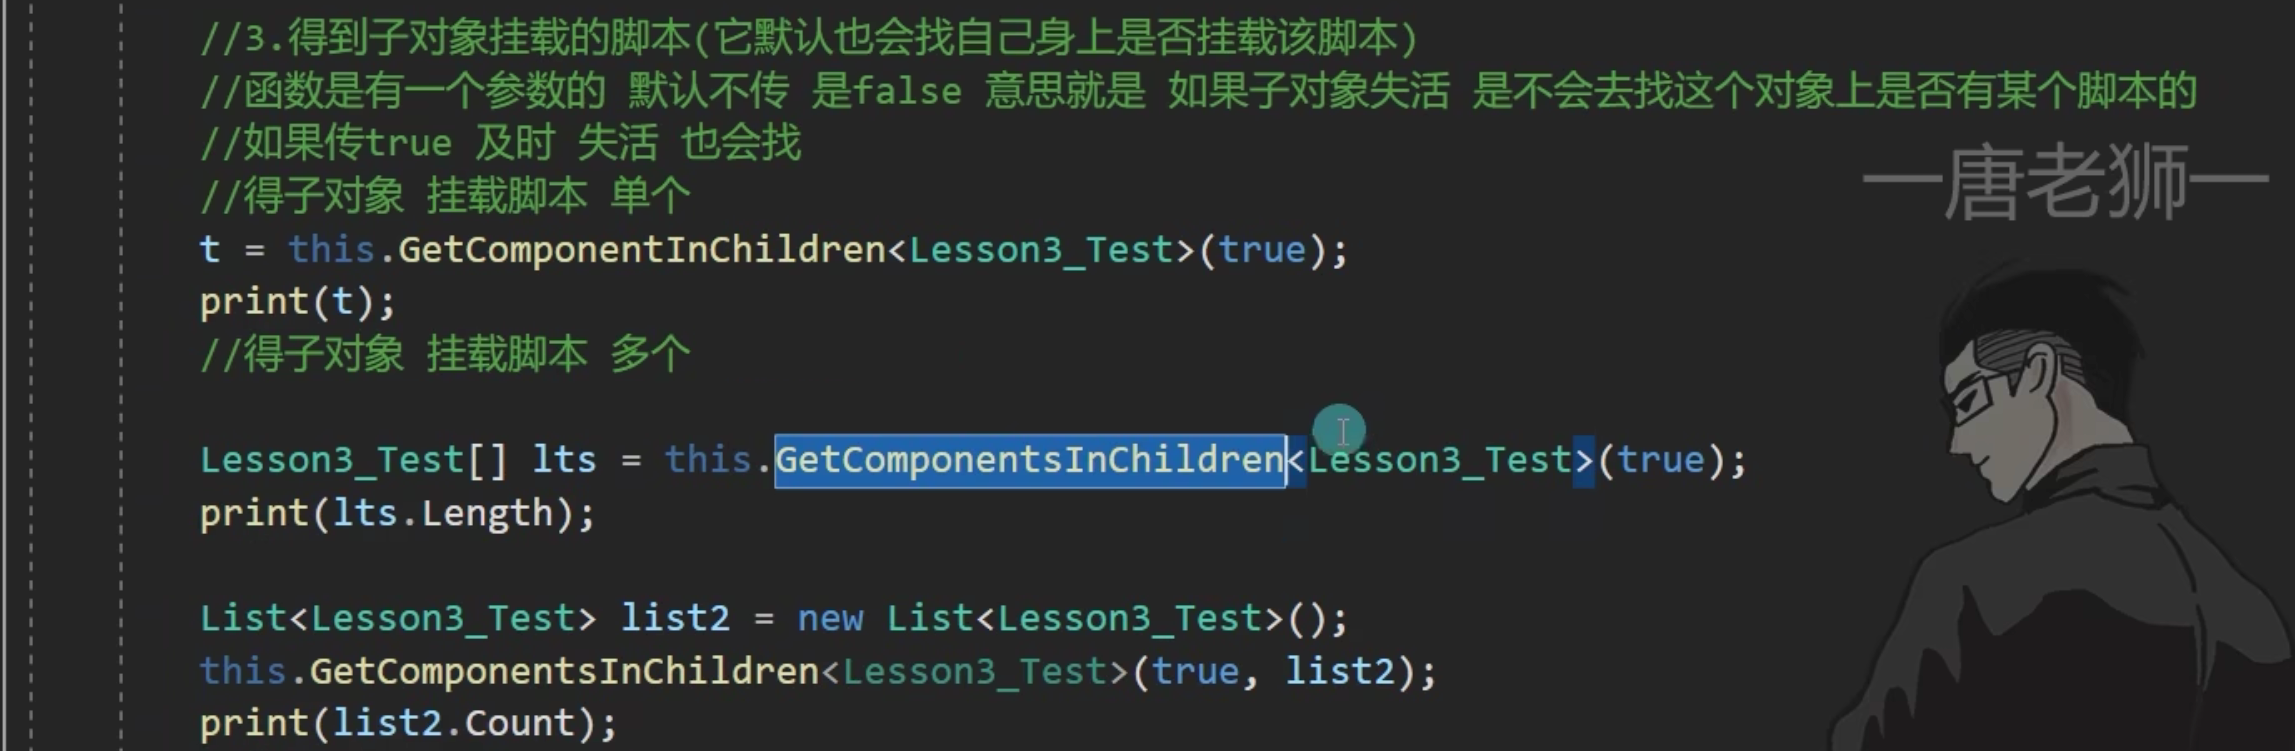 //3.得到子对象挂载的脚本(它默认也会找自己身上是否挂载该脚本)
//函数是有一个参数的 默认不传 是false 意思就是 如果子对象失活 是不会去找这个对象上是否有某个脚本的
//如果传true 及时 失活 也会找
一唐老狮一
//得子对象 挂载脚本 单个
t = this.GetComponentInChildren<Lesson3_Test>(true);
print(t);
//得子对象 挂载脚本 多个
Lesson3_Test[] lts = this.GetComponentsInChildren<Lesson3_Test>(true);
print(lts.Length);
List<Lesson3_Test> list2 = new List<Lesson3_Test>();
this.GetComponentsInChildren<Lesson3_Test>(true, list2);
print(list2.Count);